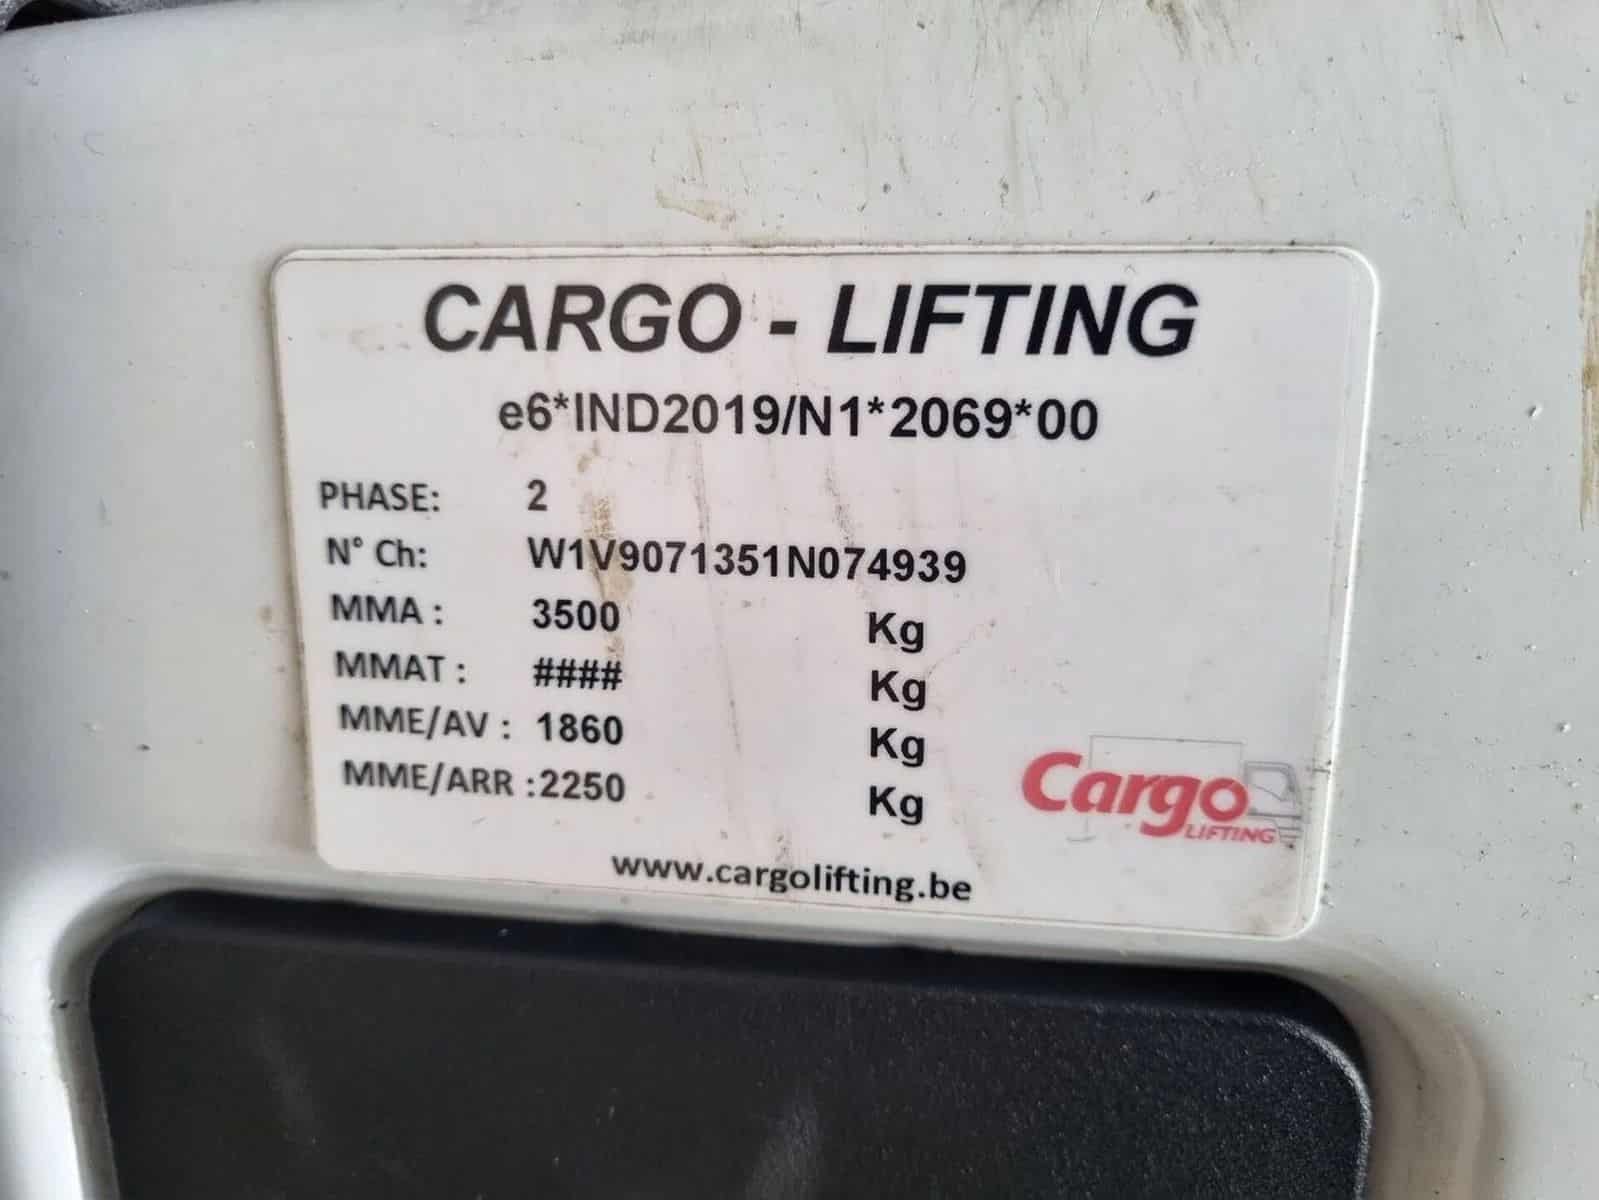 CARGO - LIFTING
e6*IND2019/N1*2069*00
PHASE: 2
N° Ch: W1V9071351N074939
MMA : 3500 Kg
MMAT : #### Kg
MME/AV : 1860 Kg
MME/ARR :2250 Kg
Cargo
LIFTING
www.cargolifting.be